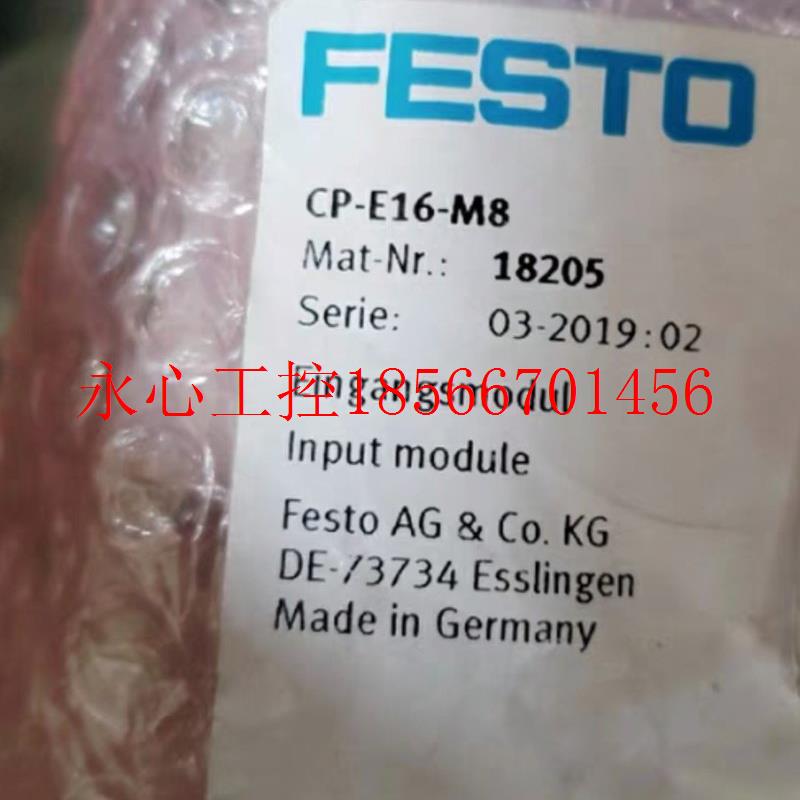 FESTO
CP-E16-M8
Mat-Nr.: 18205
Serie: 03-2019:02
Eingangsmodul
永心工控18566701456
Input module
Festo AG & Co. KG
DE-73734 Esslingen
Made in Germany